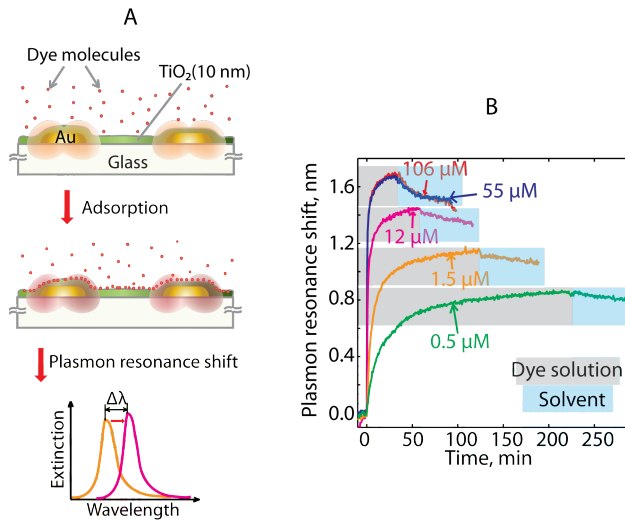 A
Dye molecules
TiO₂(10 nm)
Au
Glass
Adsorption
Plasmon resonance shift
Δλ
Extinction
Wavelength
B
Plasmon resonance shift, nm
1.6
1.2
0.8
0.4
0.0
106 µM
55 µM
12 µM
1.5 µM
0.5 µM
Dye solution
Solvent
0 50 100 150 200 250
Time, min